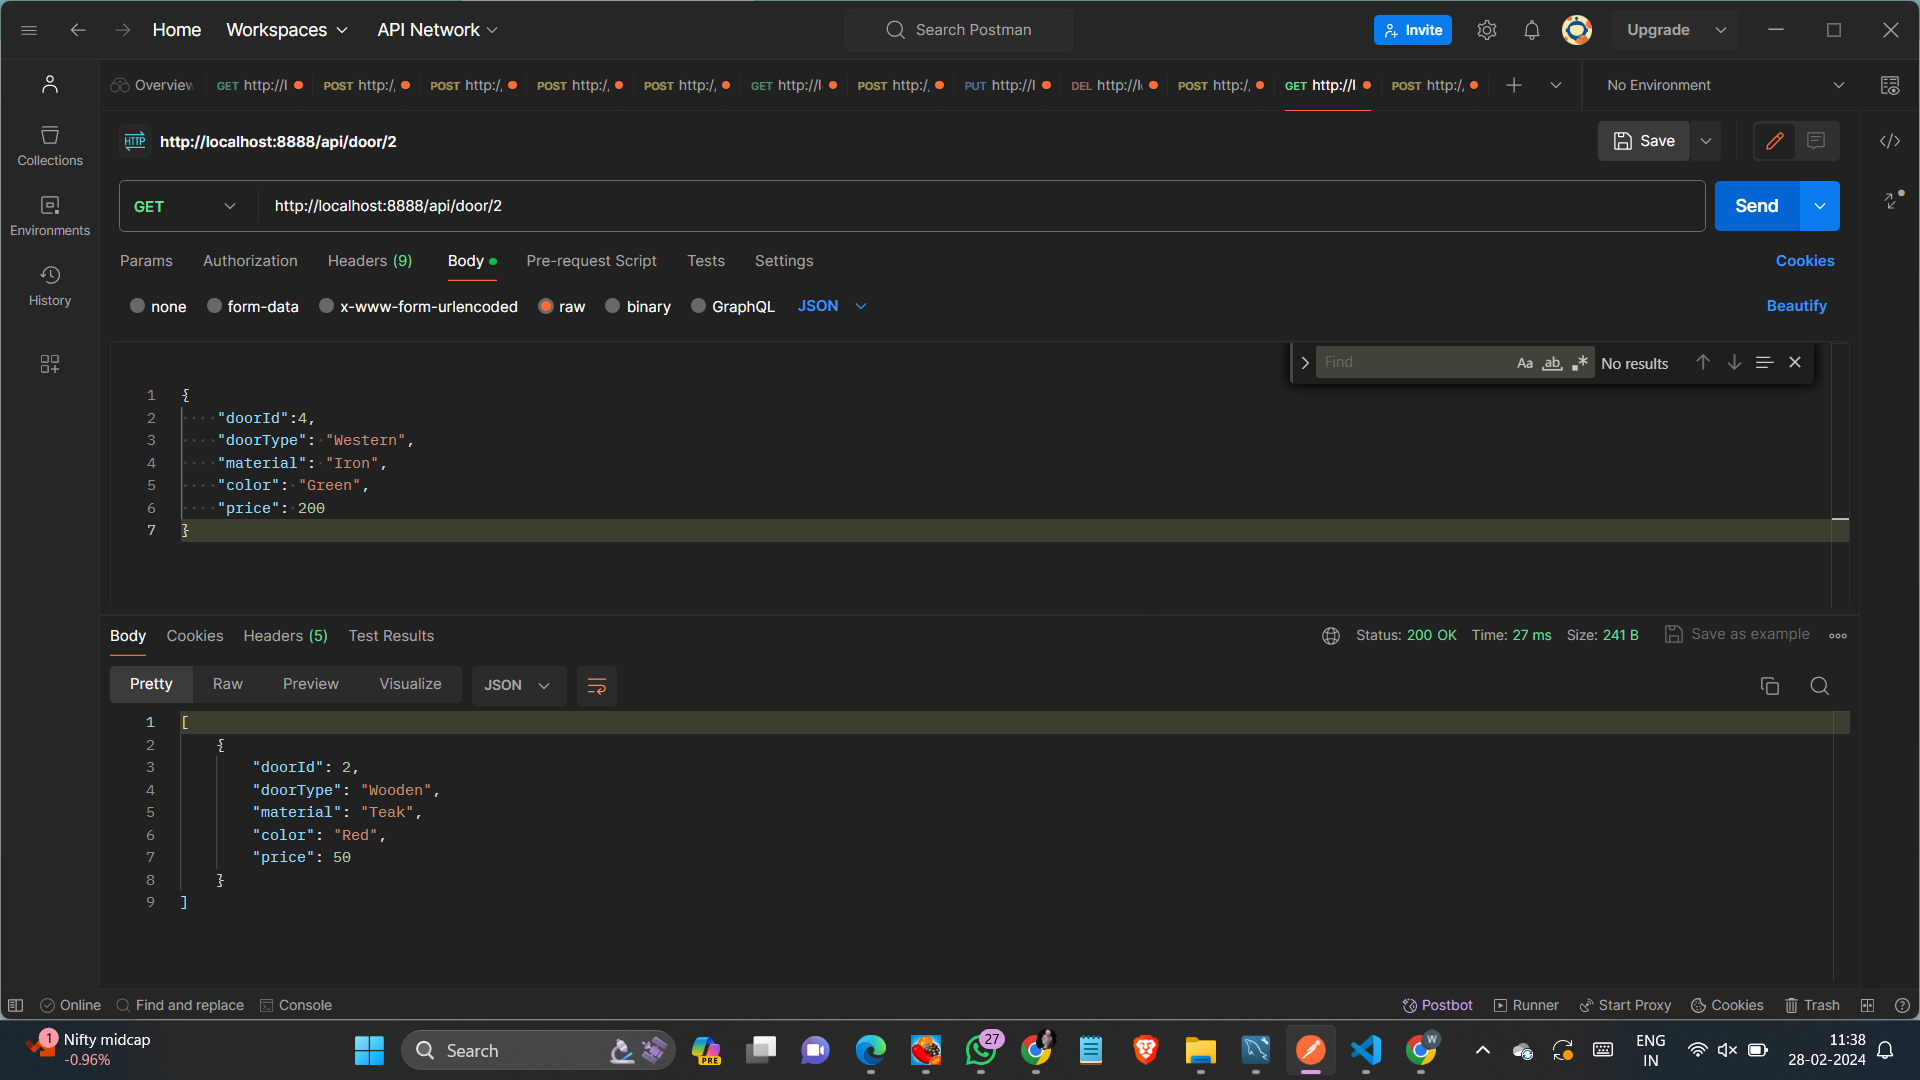 Home Workspaces API Network Search Postman Invite Upgrade
Overview GET http://l POST http:/, POST http:/, POST http:/, POST http:/, GET http://l POST http:/, PUT http://l DEL http://l POST http:/, GET http://l POST http:/, No Environment
HTTP http://localhost:8888/api/door/2 Save
Collections
Environments
History
GET http://localhost:8888/api/door/2 Send
Params Authorization Headers (9) Body Pre-request Script Tests Settings Cookies
none form-data x-www-form-urlencoded raw binary GraphQL JSON Beautify
Find Aa ab .* No results
1 {
2 "doorId":4,
3 "doorType": "Western",
4 "material": "Iron",
5 "color": "Green",
6 "price": 200
7 }
Body Cookies Headers (5) Test Results Status: 200 OK Time: 27 ms Size: 241 B Save as example
Pretty Raw Preview Visualize JSON
1 [
2 {
3 "doorId": 2,
4 "doorType": "Wooden",
5 "material": "Teak",
6 "color": "Red",
7 "price": 50
8 }
9 ]
Online Find and replace Console Postbot Runner Start Proxy Cookies Trash
1 Nifty midcap
-0.96%
Search PRE 27 W
ENG
IN
11:38
28-02-2024